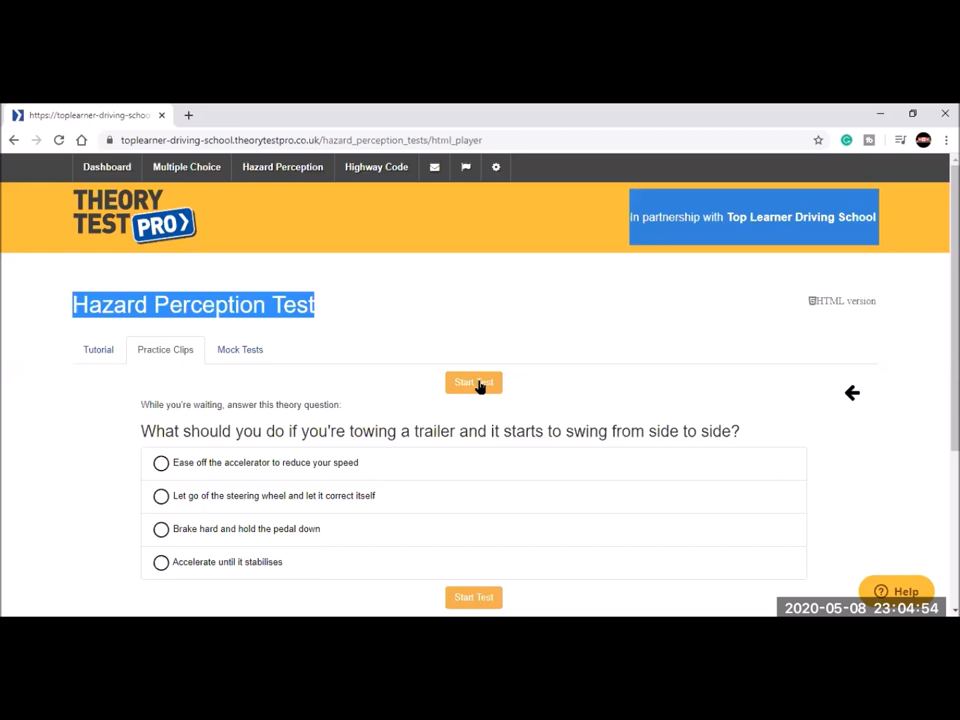 https://toplearner-driving-schoo
toplearner-driving-school.theorytestpro.co.uk/hazard_perception_tests/html_player
Dashboard Multiple Choice Hazard Perception Highway Code
THEORY
TEST PRO
In partnership with Top Learner Driving School
Hazard Perception Test
HTML version
Tutorial Practice Clips Mock Tests
Start Test
While you're waiting, answer this theory question:
What should you do if you're towing a trailer and it starts to swing from side to side?
Ease off the accelerator to reduce your speed
Let go of the steering wheel and let it correct itself
Brake hard and hold the pedal down
Accelerate until it stabilises
Start Test
Help
2020-05-08 23:04:54